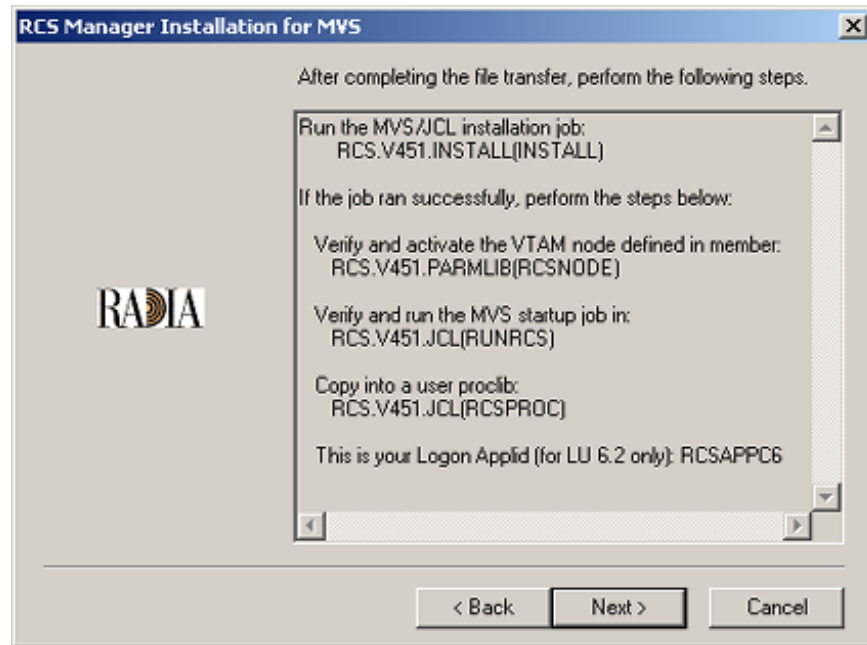 RCS Manager Installation for MVS
After completing the file transfer, perform the following steps.
Run the MVS/JCL installation job:
RCS.V451.INSTALL(INSTALL)
If the job ran successfully, perform the steps below:
Verify and activate the VTAM node defined in member:
RCS.V451.PARMLIB(RCSNODE)
Verify and run the MVS startup job in:
RCS.V451.JCL(RUNRCS)
Copy into a user proclib:
RCS.V451.JCL(RCSPROC)
This is your Logon Applid (for LU 6.2 only): RCSAPPC6
RADIA
< Back
Next >
Cancel